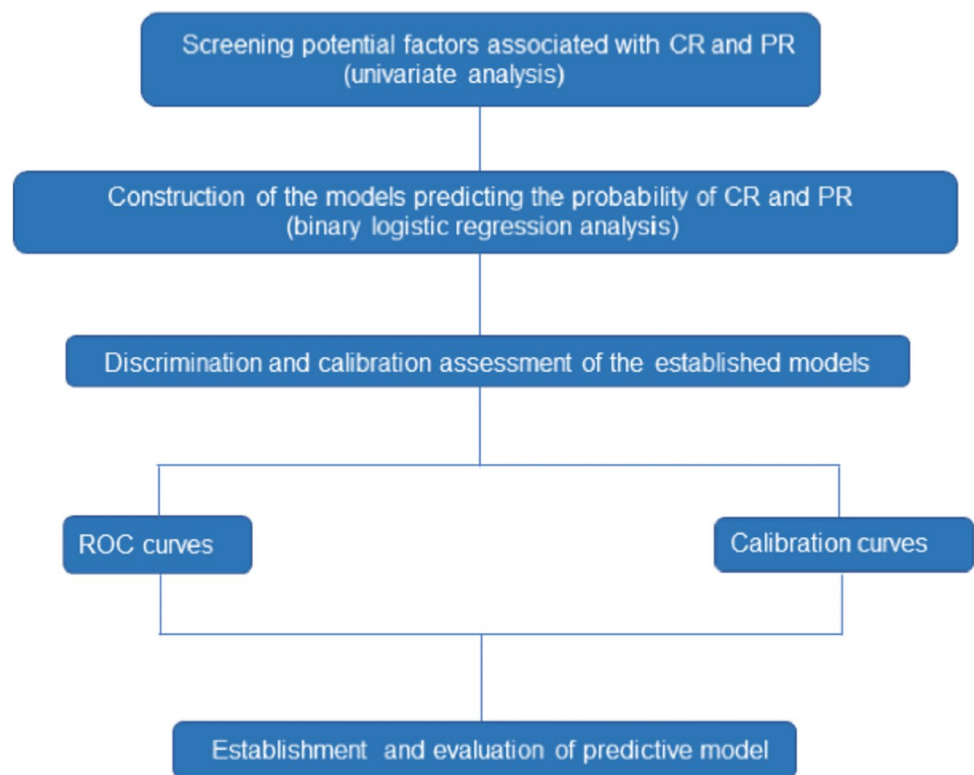 Screening potential factors associated with CR and PR
(univariate analysis)
Construction of the models predicting the probability of CR and PR
(binary logistic regression analysis)
Discrimination and calibration assessment of the established models
ROC curves
Calibration curves
Establishment and evaluation of predictive model